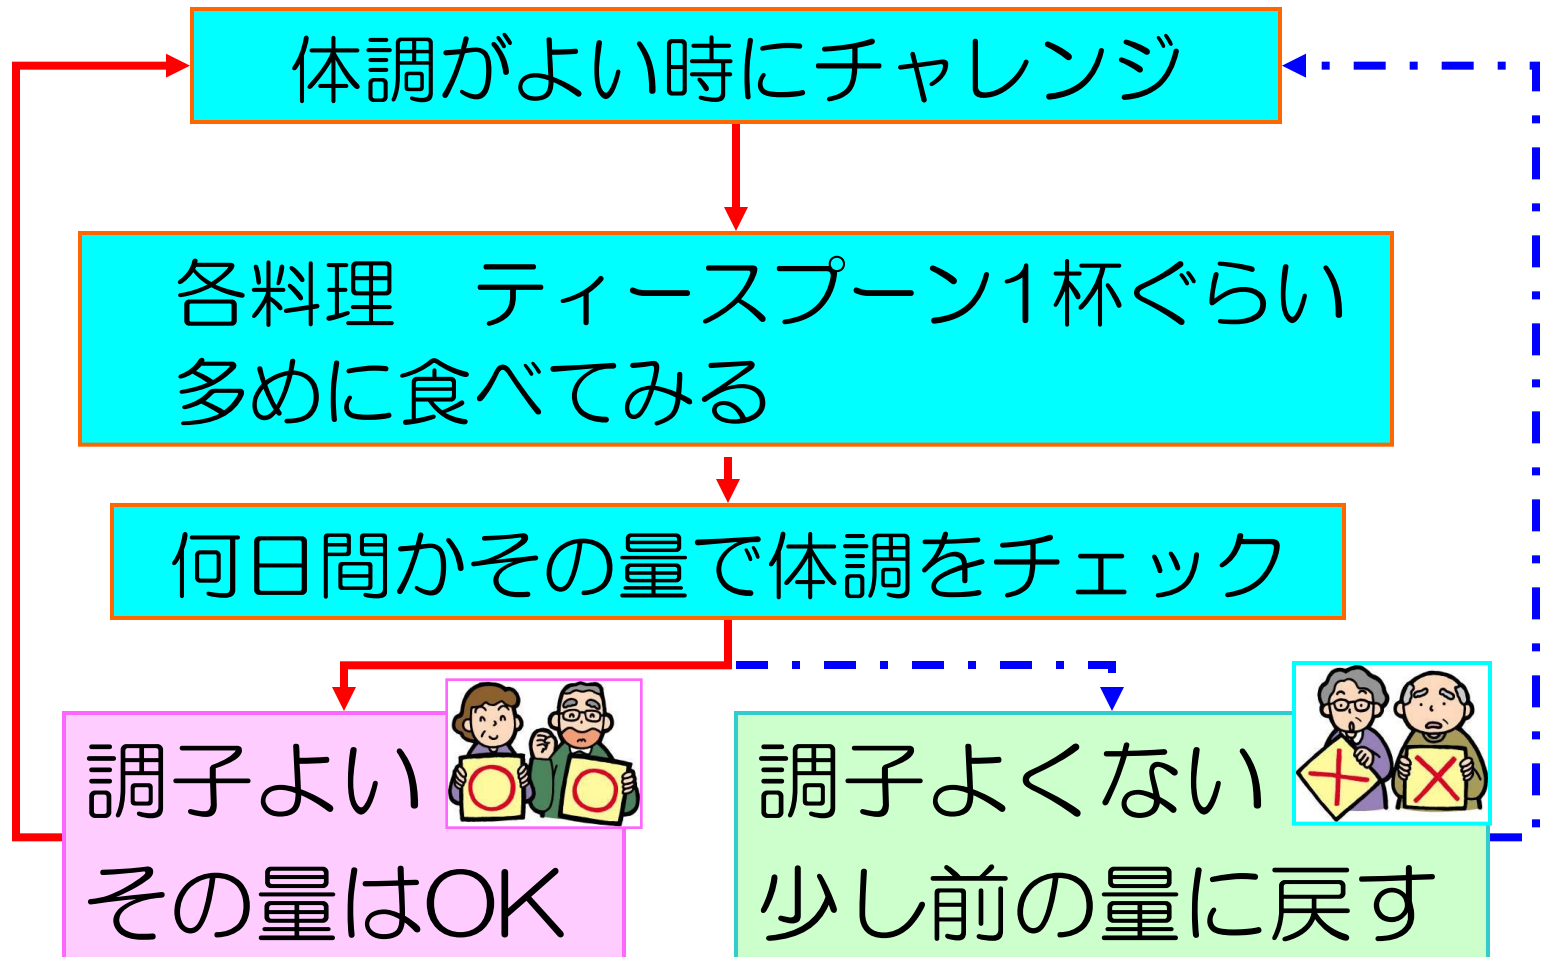 体調がよい時にチャレンジ
各料理　ティースプーン1杯ぐらい
多めに食べてみる
何日間かその量で体調をチェック
調子よい
その量はOK
調子よくない
少し前の量に戻す